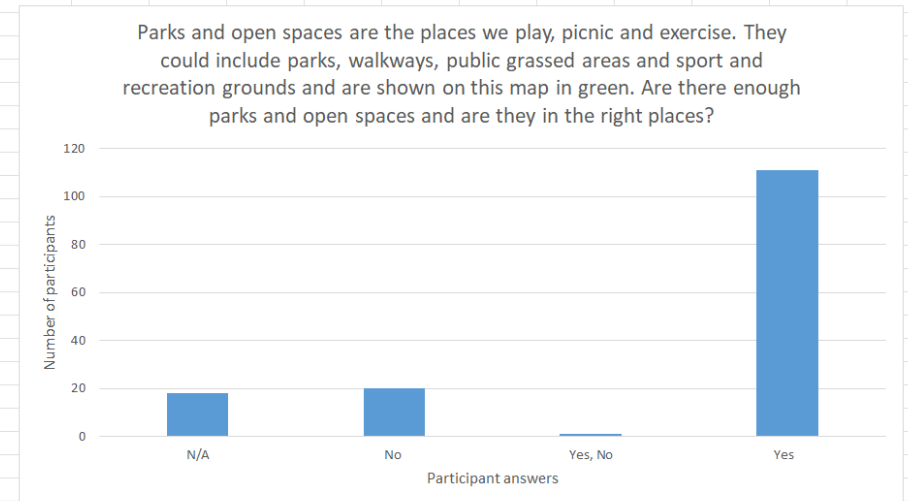 Parks and open spaces are the places we play, picnic and exercise. They
could include parks, walkways, public grassed areas and sport and
recreation grounds and are shown on this map in green. Are there enough
parks and open spaces and are they in the right places?
120
100
80
60
40
20
0
Number of participants
N/A
No
Yes, No
Yes
Participant answers